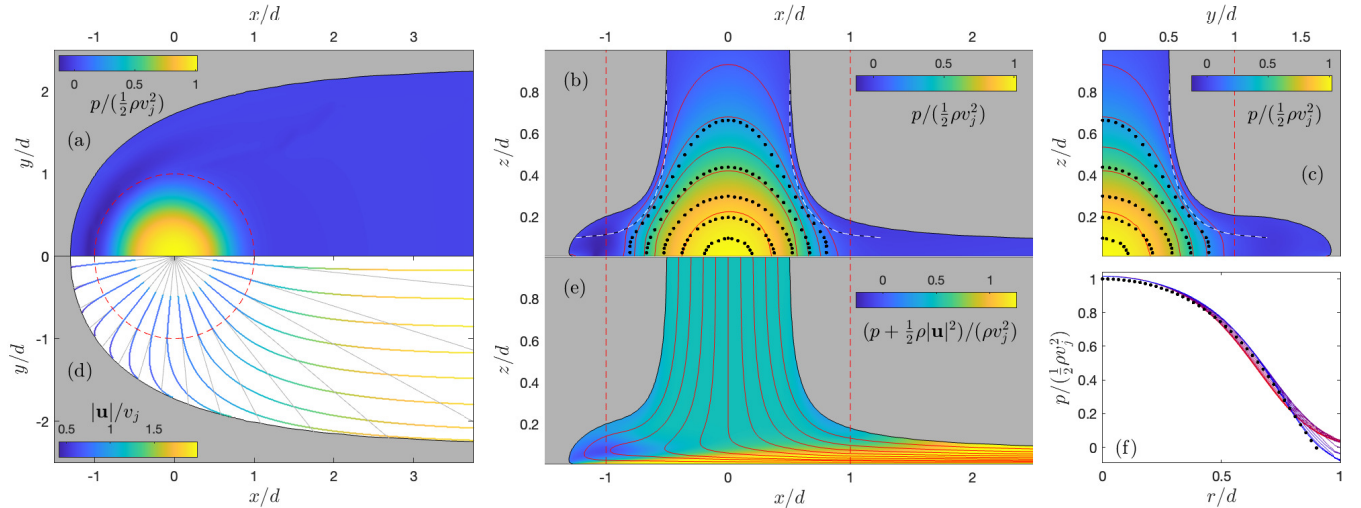 x/d
-1 0 1 2 3
0 0.5 1
p/(½ρv_j²)
(a)
y/d
2
1
0
x/d
-1 0 1 2
(b)
0 0.5 1
p/(½ρv_j²)
z/d
0.8
0.6
0.4
0.2
y/d
0 0.5 1 1.5
0 0.5 1
p/(½ρv_j²)
(c)
z/d
0.8
0.6
0.4
0.2
y/d
-1
-2
(d)
|u|/v_j
0.5 1 1.5
-1 0 1 2 3
x/d
(e)
0 0.5 1
(p + ½ρ|u|²)/(ρv_j²)
z/d
0.8
0.6
0.4
0.2
-1 0 1 2
x/d
p/(½ρv_j²)
1
0.8
0.6
0.4
0.2
0
(f)
0 0.5 1
r/d